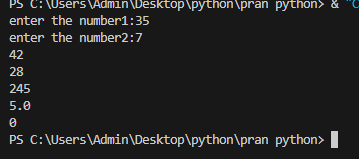 PS C:\Users\Admin\Desktop\python\pran python> & "C
enter the number1:35
enter the number2:7
42
28
245
5.0
0
PS C:\Users\Admin\Desktop\python\pran python>